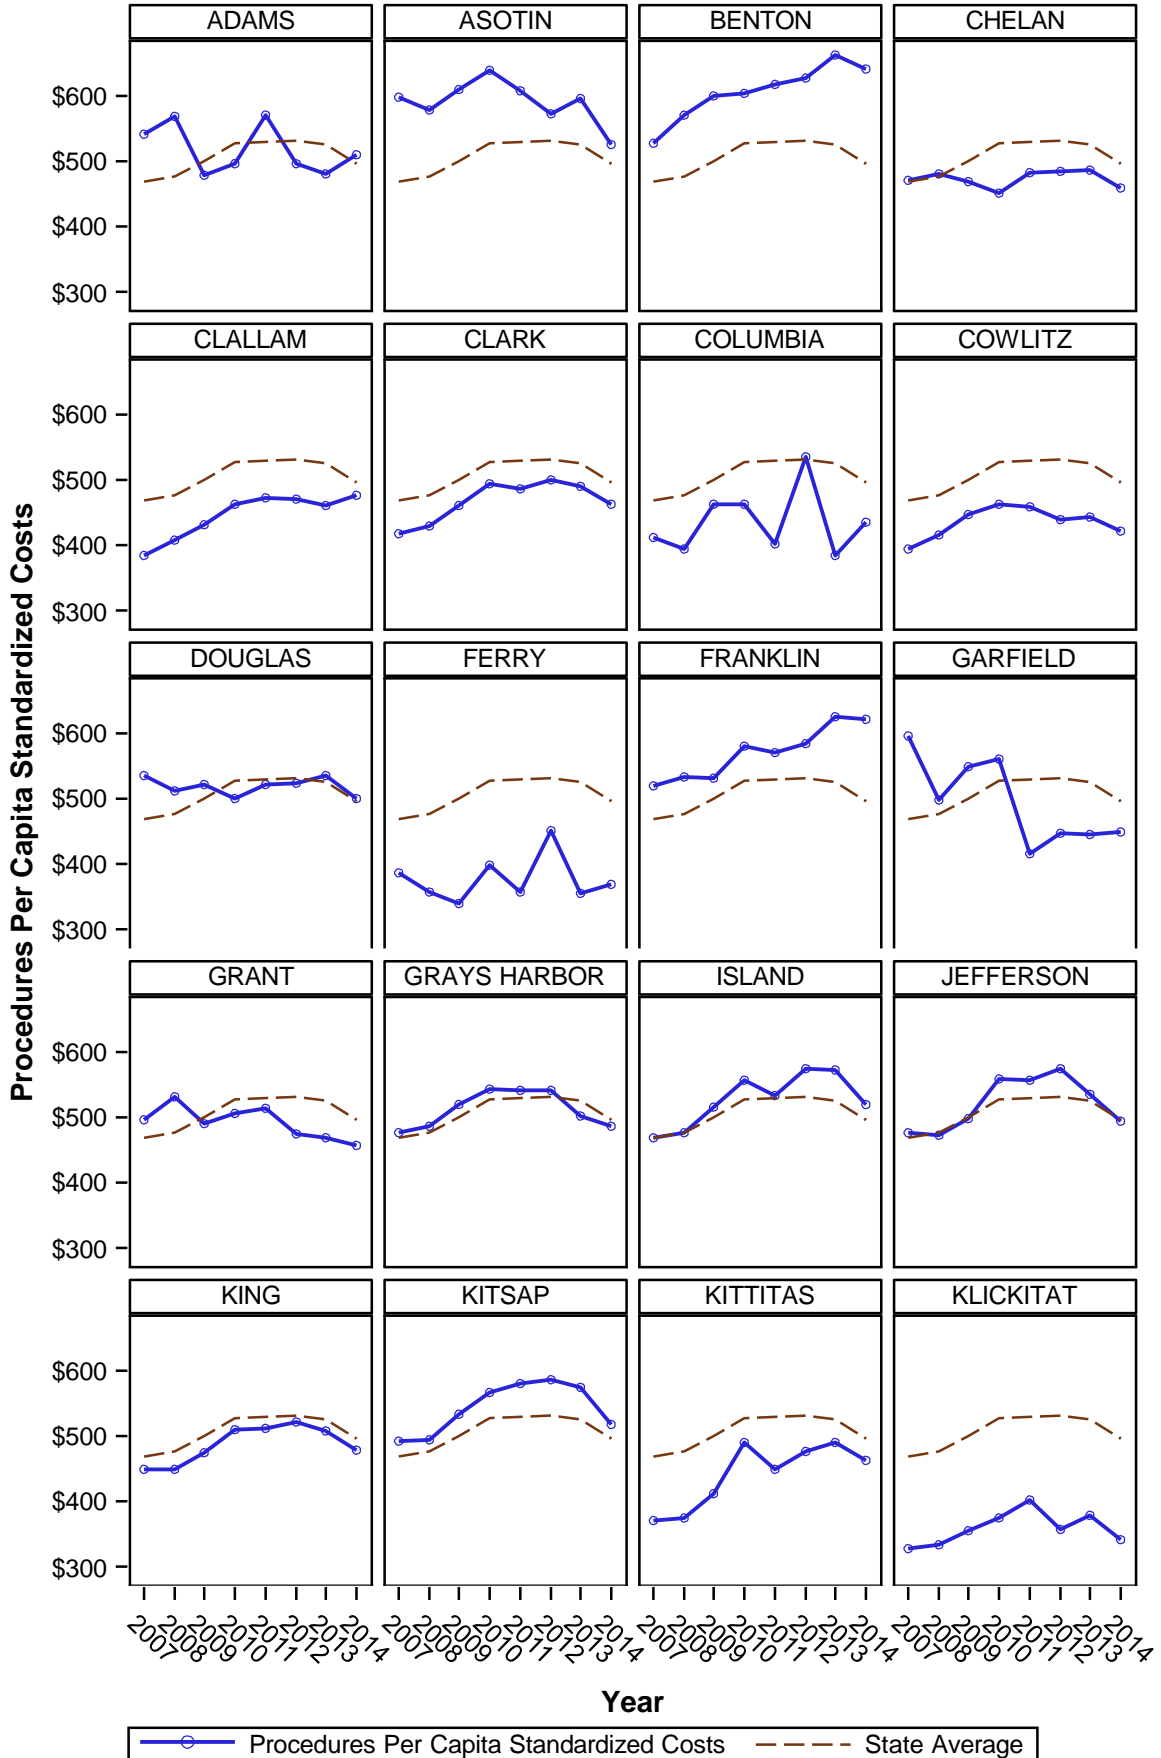 ADAMS ASOTIN BENTON CHELAN
$600
$500
$400
$300
CLALLAM CLARK COLUMBIA COWLITZ
$600
$500
$400
$300
DOUGLAS FERRY FRANKLIN GARFIELD
$600
$500
$400
$300
GRANT GRAYS HARBOR ISLAND JEFFERSON
$600
$500
$400
$300
KING KITSAP KITTITAS KLICKITAT
$600
$500
$400
$300
Procedures Per Capita Standardized Costs
2007 2008 2009 2010 2011 2012 2013 2014 2007 2008 2009 2010 2011 2012 2013 2014 2007 2008 2009 2010 2011 2012 2013 2014 2007 2008 2009 2010 2011 2012 2013 2014
Year
Procedures Per Capita Standardized Costs State Average